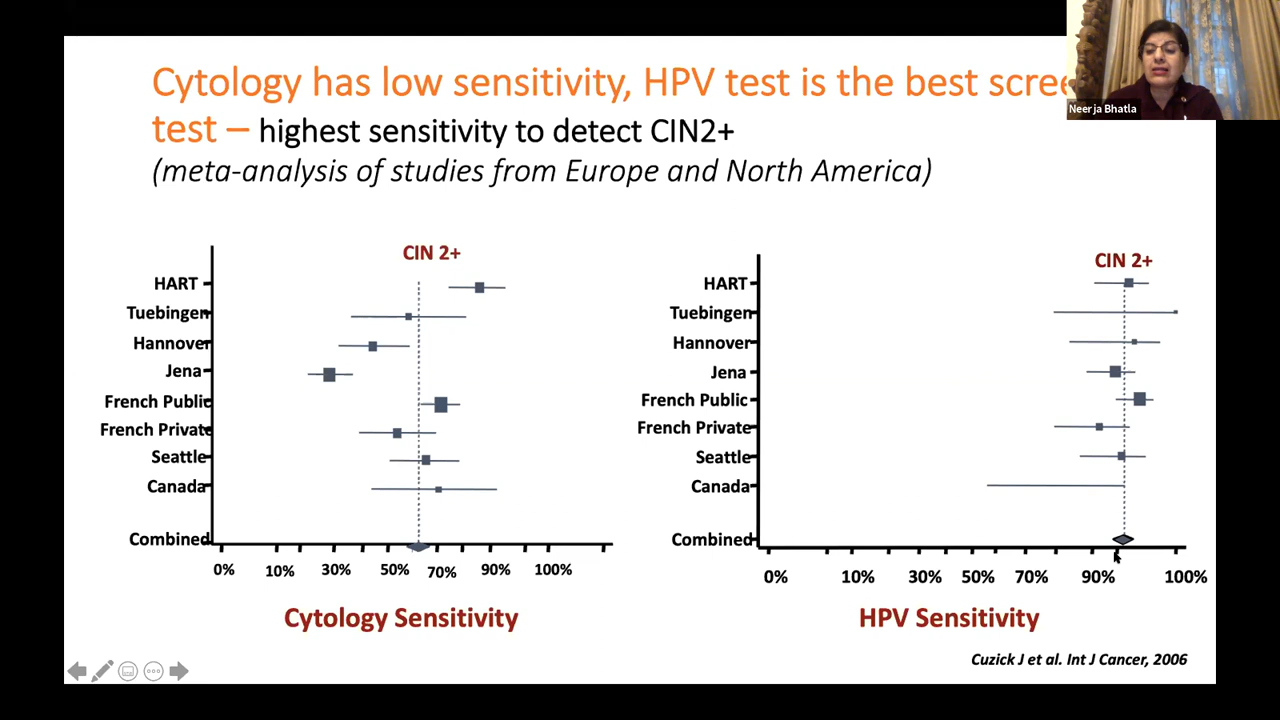 Cytology has low sensitivity, HPV test is the best scree
test – highest sensitivity to detect CIN2+
(meta-analysis of studies from Europe and North America)
Neerja Bhatla
CIN 2+
HART
Tuebingen
Hannover
Jena
French Public
French Private
Seattle
Canada
Combined
0% 10% 30% 50% 70% 90% 100%
Cytology Sensitivity
CIN 2+
HART
Tuebingen
Hannover
Jena
French Public
French Private
Seattle
Canada
Combined
0% 10% 30% 50% 70% 90% 100%
HPV Sensitivity
Cuzick J et al. Int J Cancer, 2006